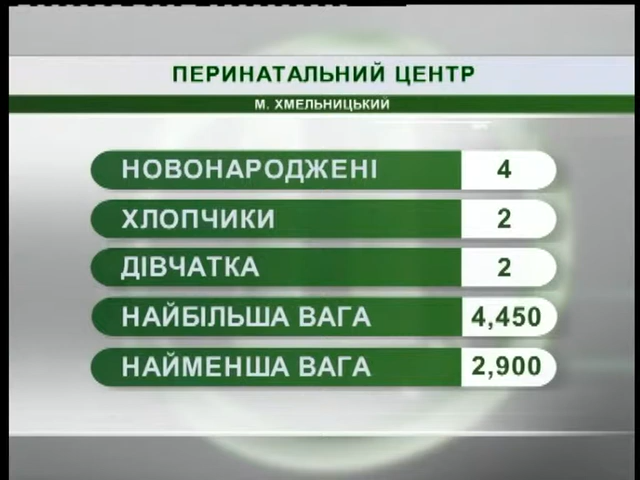 ПЕРИНАТАЛЬНИЙ ЦЕНТР
М. ХМЕЛЬНИЦЬКИЙ
НОВОНАРОДЖЕНІ 4
ХЛОПЧИКИ 2
ДІВЧАТКА 2
НАЙБІЛЬША ВАГА 4,450
НАЙМЕНША ВАГА 2,900